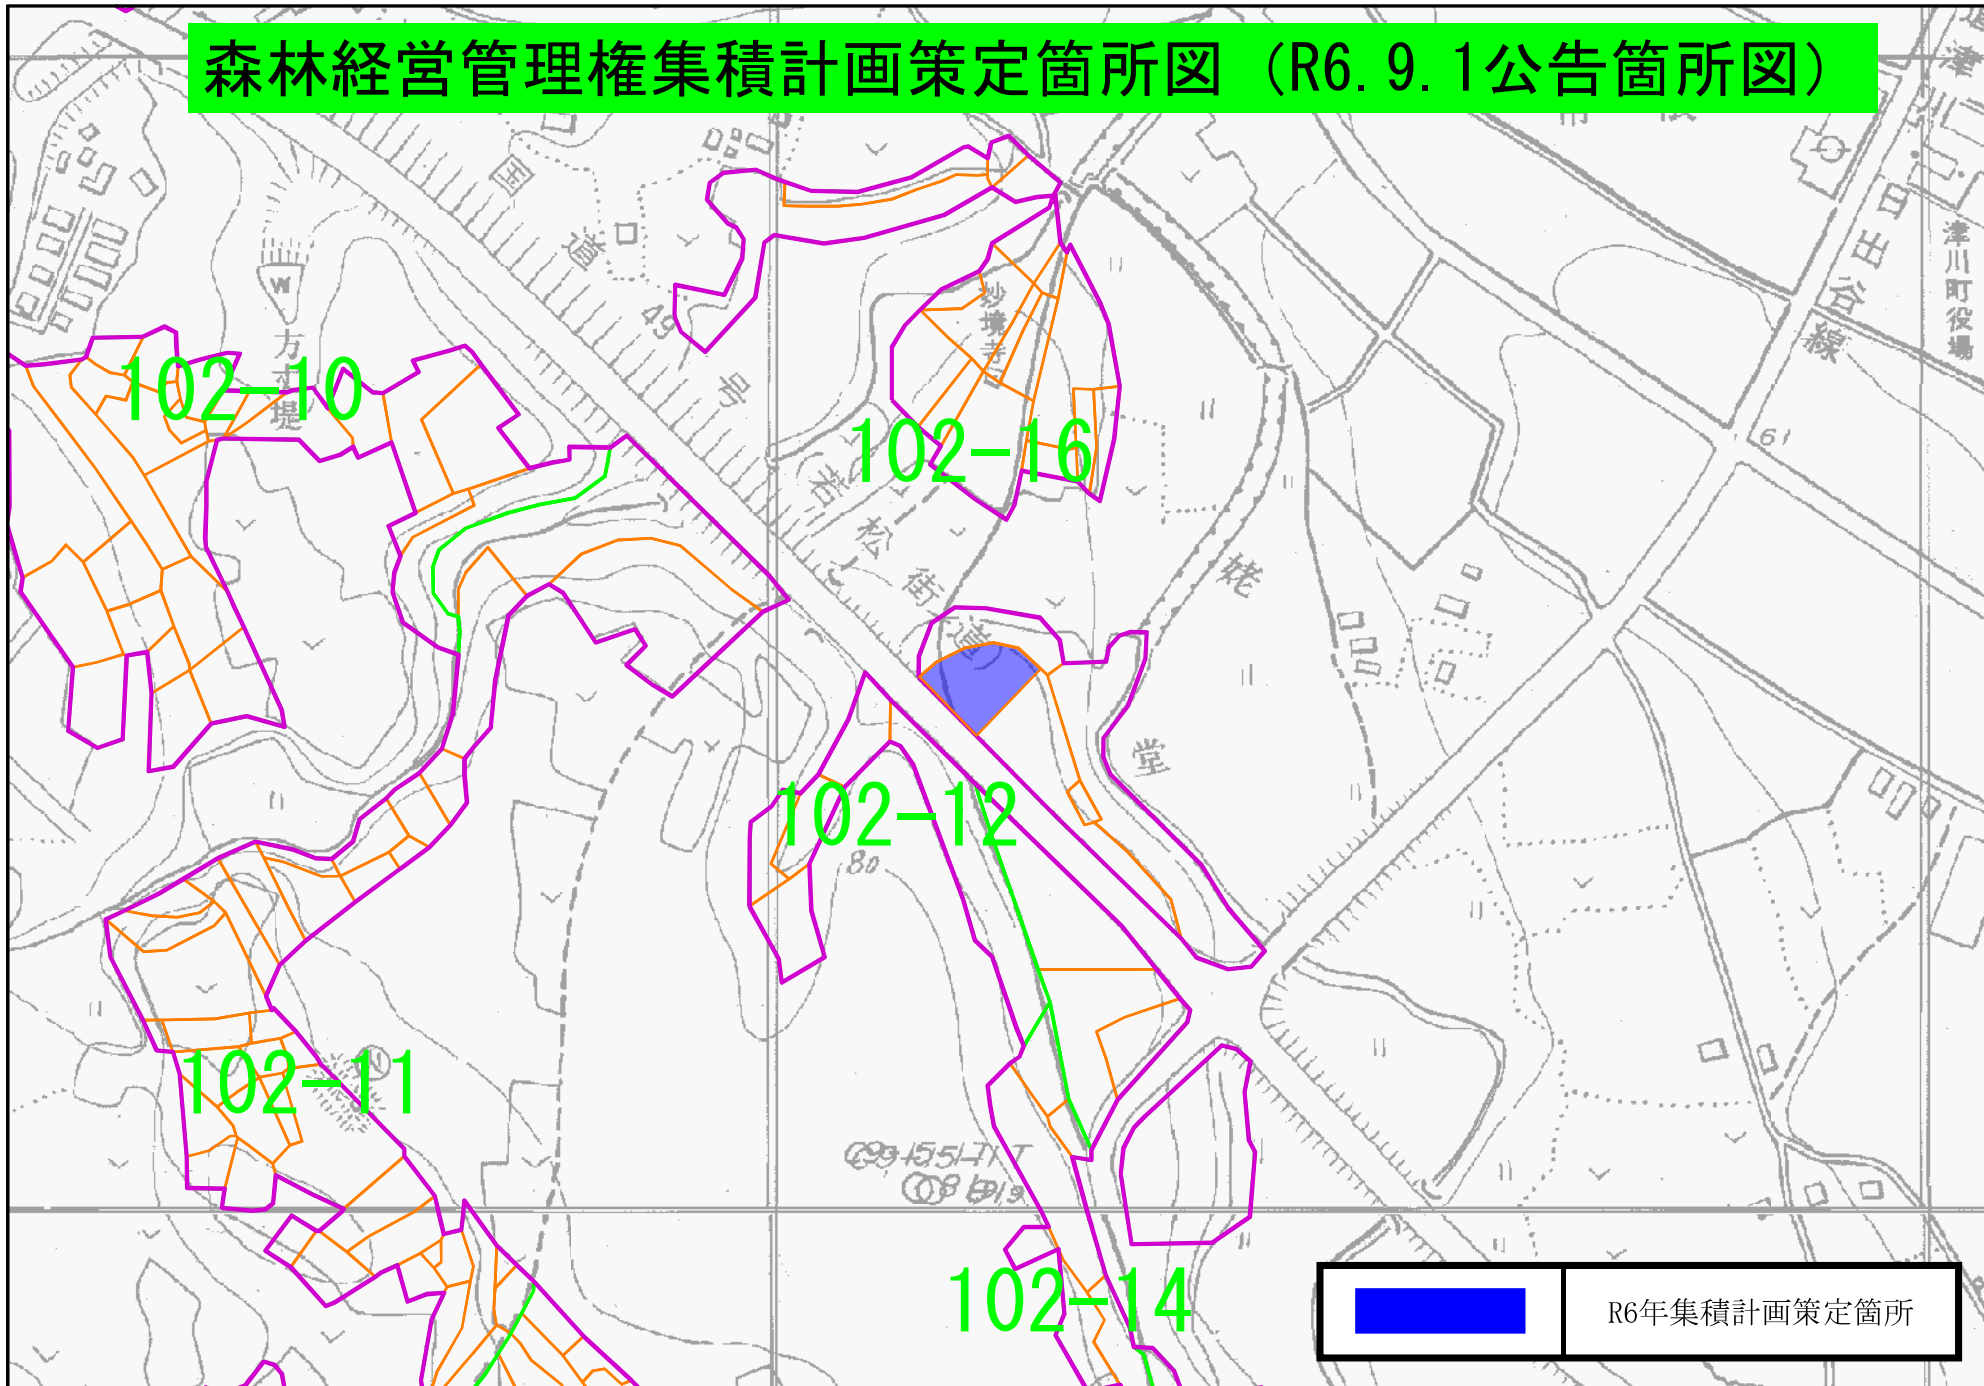 森林経営管理権集積計画策定箇所図（R6.9.1公告箇所図）
国道49号
津川町役場
谷線
W
方丈堤
妙境寺
102-10
102-16
61
(若松街道)
姥堂
102-12
80
102-11
102-14
R6年集積計画策定箇所